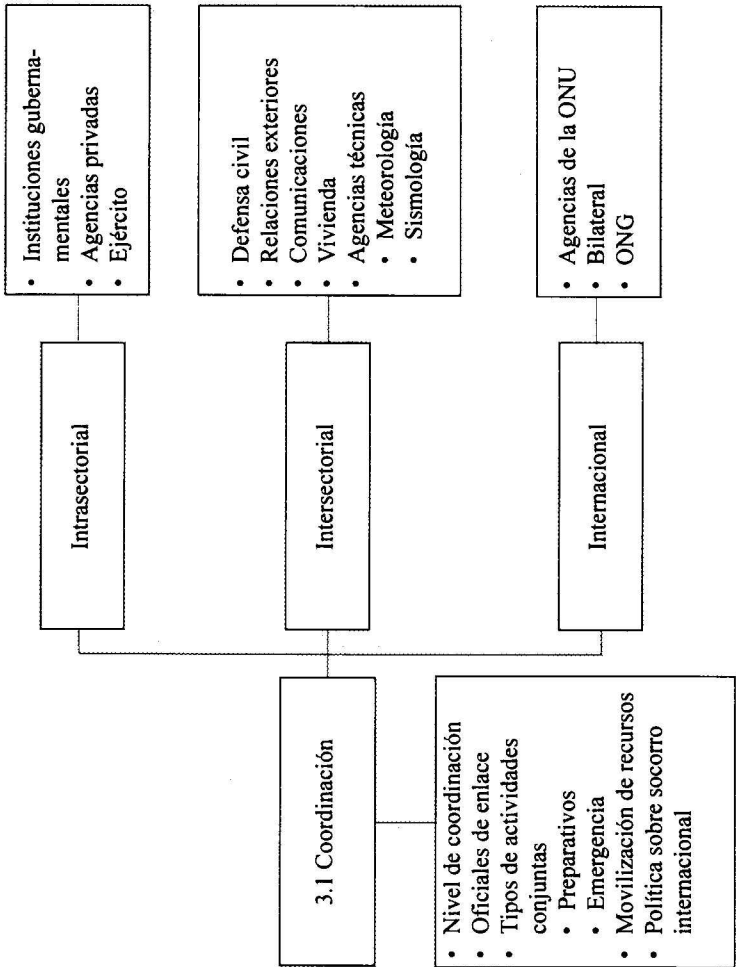 3.1 Coordinación
• Nivel de coordinación
• Oficiales de enlace
• Tipos de actividades
conjuntas
• Preparativos
• Emergencia
• Movilización de recursos
• Política sobre socorro
internacional
Intrasectorial
• Instituciones guberna-
mentales
• Agencias privadas
• Ejército
Intersectorial
• Defensa civil
• Relaciones exteriores
• Comunicaciones
• Vivienda
• Agencias técnicas
• Meteorología
• Sismología
Internacional
• Agencias de la ONU
• Bilateral
• ONG